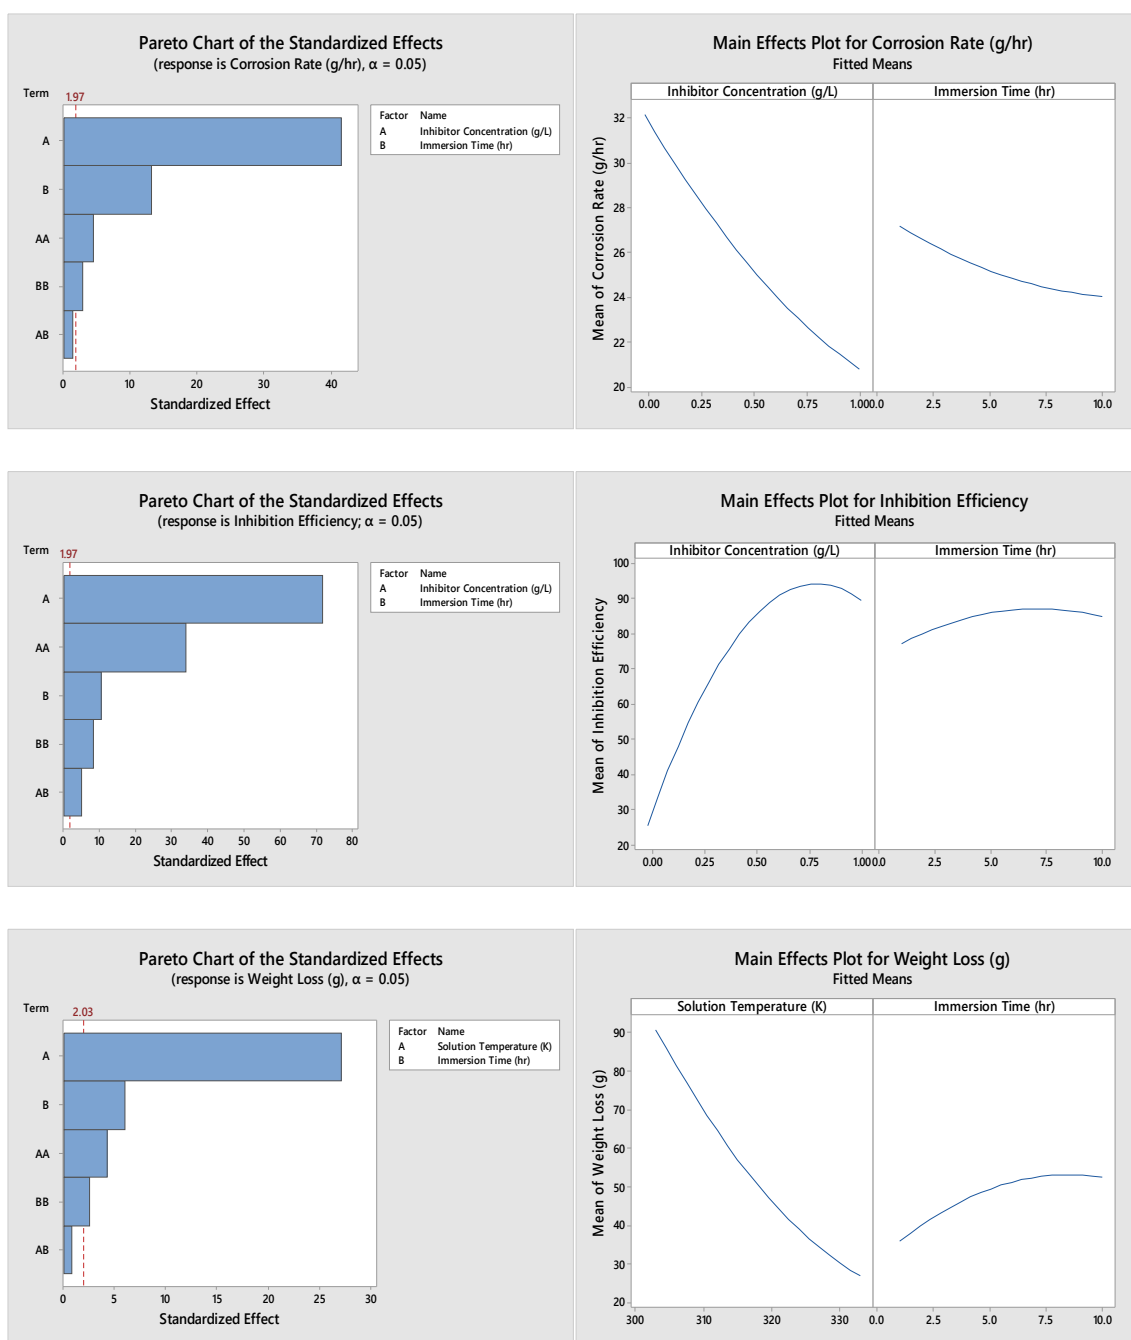 Pareto Chart of the Standardized Effects
(response is Corrosion Rate (g/hr), α = 0.05)
Term
1.97
Factor Name
A Inhibitor Concentration (g/L)
B Immersion Time (hr)
A
B
AA
BB
AB
0 10 20 30 40
Standardized Effect
Main Effects Plot for Corrosion Rate (g/hr)
Fitted Means
Inhibitor Concentration (g/L) Immersion Time (hr)
Mean of Corrosion Rate (g/hr)
32
30
28
26
24
22
20
0.00 0.25 0.50 0.75 1.000.0 2.5 5.0 7.5 10.0
Pareto Chart of the Standardized Effects
(response is Inhibition Efficiency; α = 0.05)
Term
1.97
Factor Name
A Inhibitor Concentration (g/L)
B Immersion Time (hr)
A
AA
B
BB
AB
0 10 20 30 40 50 60 70 80
Standardized Effect
Main Effects Plot for Inhibition Efficiency
Fitted Means
Inhibitor Concentration (g/L) Immersion Time (hr)
Mean of Inhibition Efficiency
100
90
80
70
60
50
40
30
20
0.00 0.25 0.50 0.75 1.000.0 2.5 5.0 7.5 10.0
Pareto Chart of the Standardized Effects
(response is Weight Loss (g), α = 0.05)
Term
2.03
Factor Name
A Solution Temperature (K)
B Immersion Time (hr)
A
B
AA
BB
AB
0 5 10 15 20 25 30
Standardized Effect
Main Effects Plot for Weight Loss (g)
Fitted Means
Solution Temperature (K) Immersion Time (hr)
Mean of Weight Loss (g)
90
80
70
60
50
40
30
20
300 310 320 330 0.0 2.5 5.0 7.5 10.0